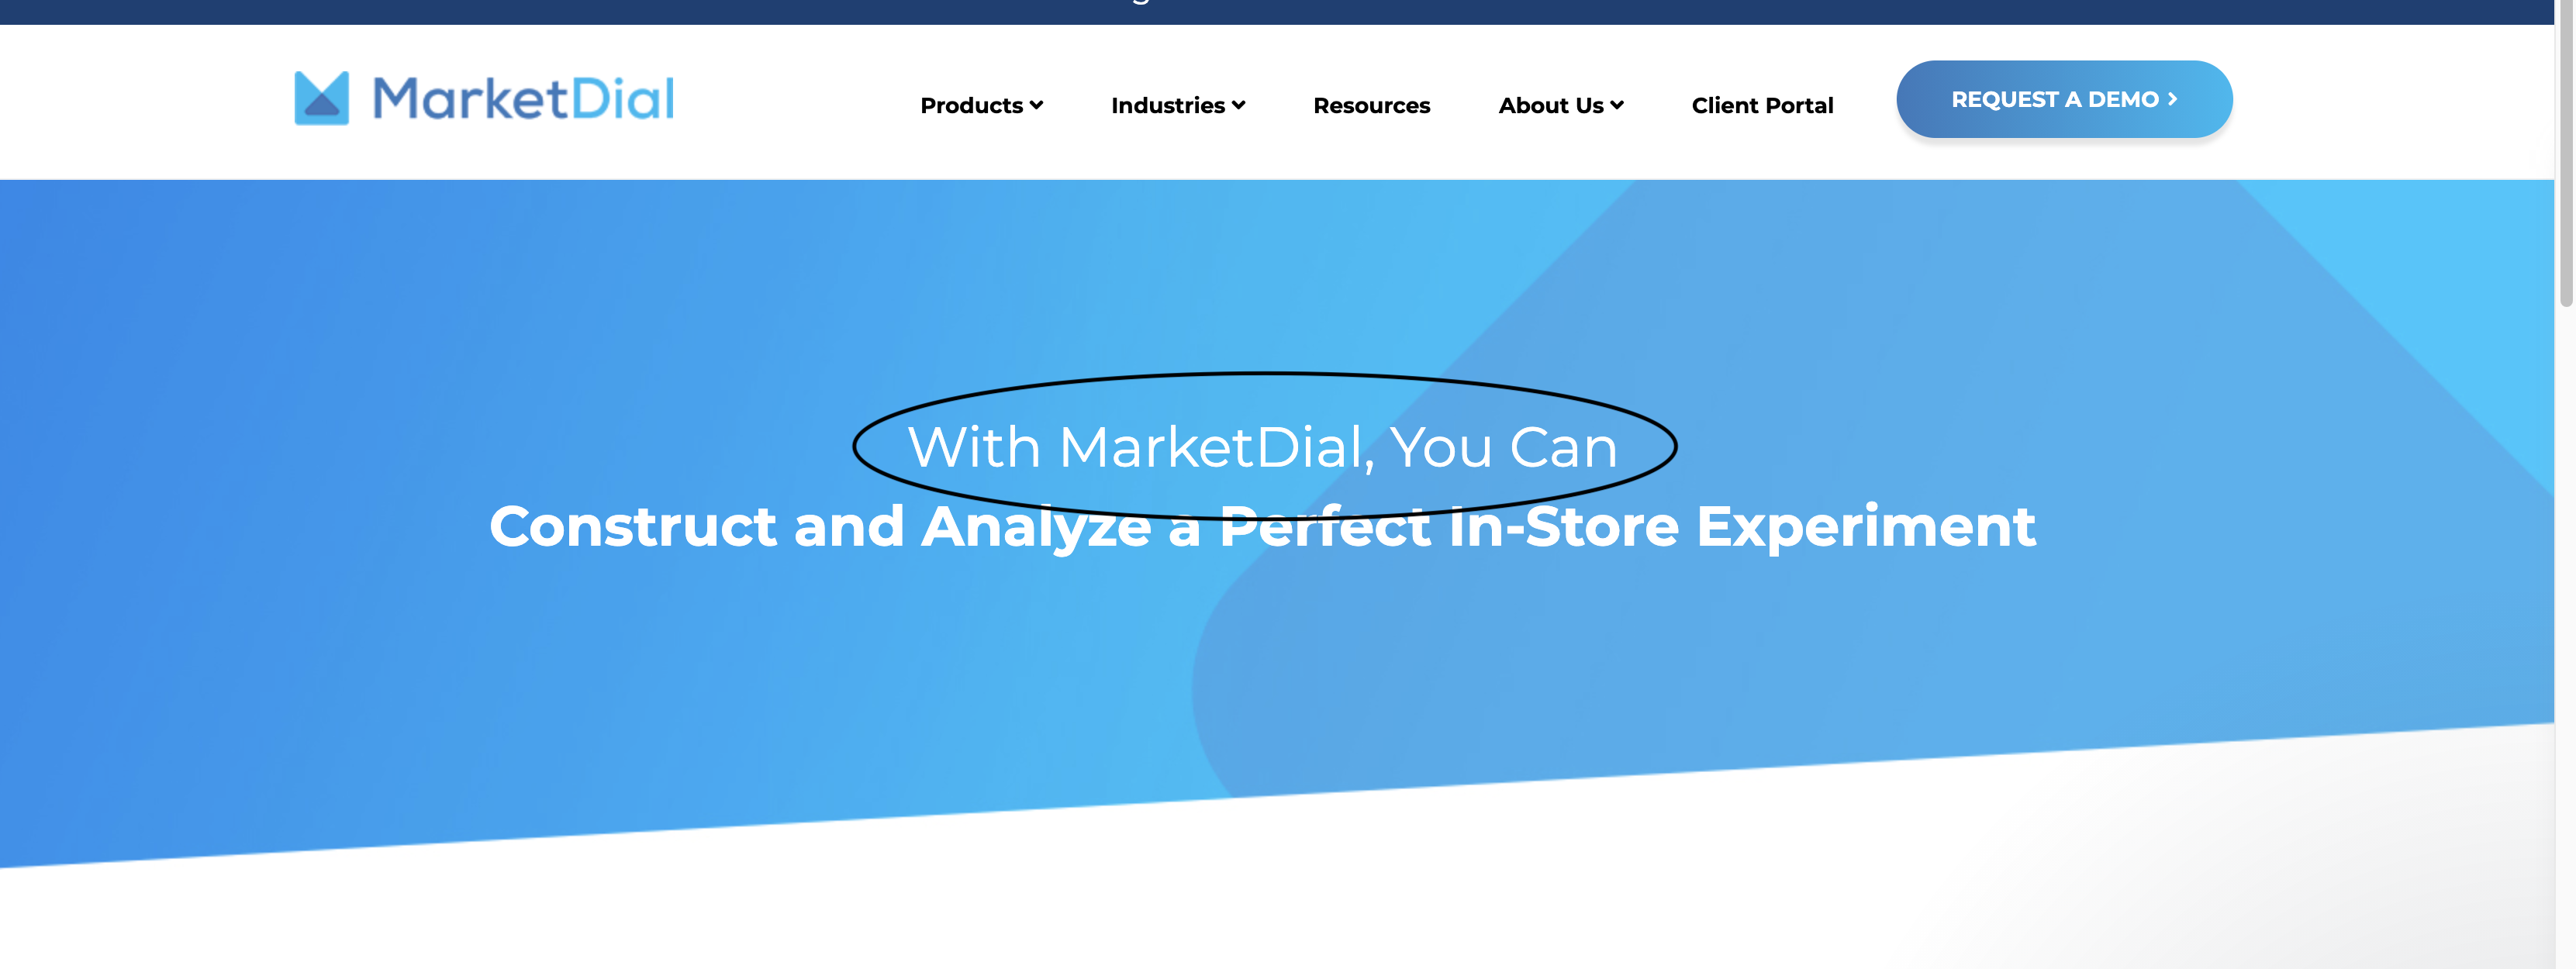 MarketDial
Products
Industries
Resources
About Us
Client Portal
REQUEST A DEMO
With MarketDial, You Can
Construct and Analyze a Perfect In-Store Experiment